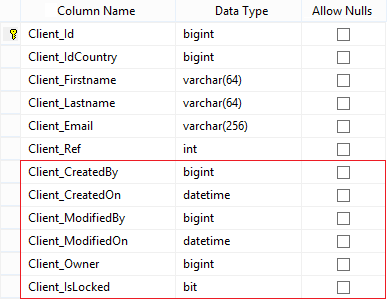 Column Name Data Type Allow Nulls
Client_Id bigint
Client_IdCountry bigint
Client_Firstname varchar(64)
Client_Lastname varchar(64)
Client_Email varchar(256)
Client_Ref int
Client_CreatedBy bigint
Client_CreatedOn datetime
Client_ModifiedBy bigint
Client_ModifiedOn datetime
Client_Owner bigint
Client_IsLocked bit